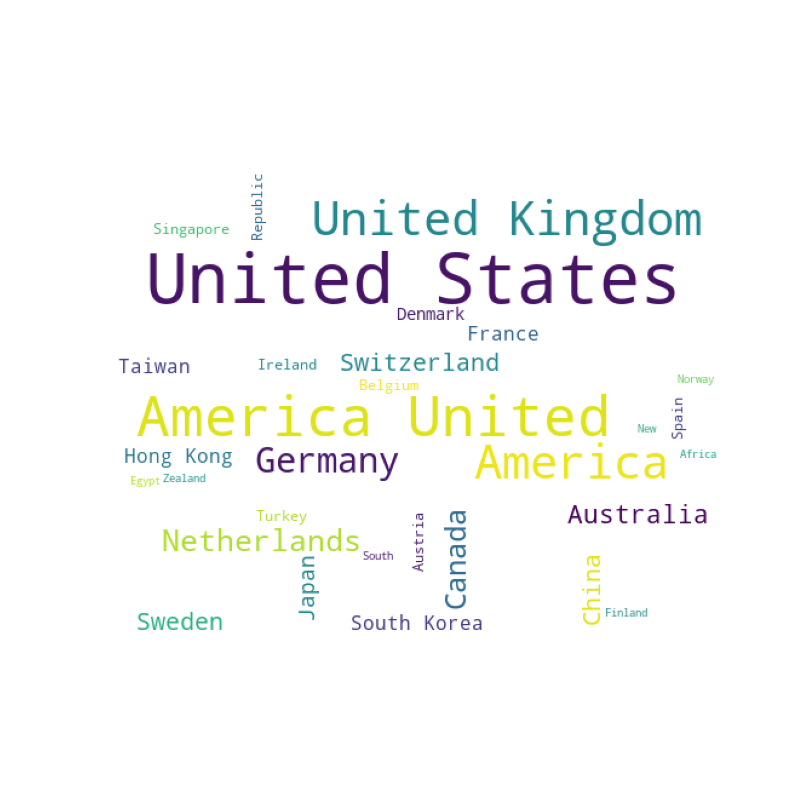 Republic
Singapore
United Kingdom
United States
Denmark
France
Taiwan
Ireland
Switzerland
Belgium
Norway
America United
New
Spain
Hong Kong
Germany
America
Africa
Egypt
Zealand
Turkey
Netherlands
South
Austria
Canada
Australia
Japan
China
Sweden
South Korea
Finland